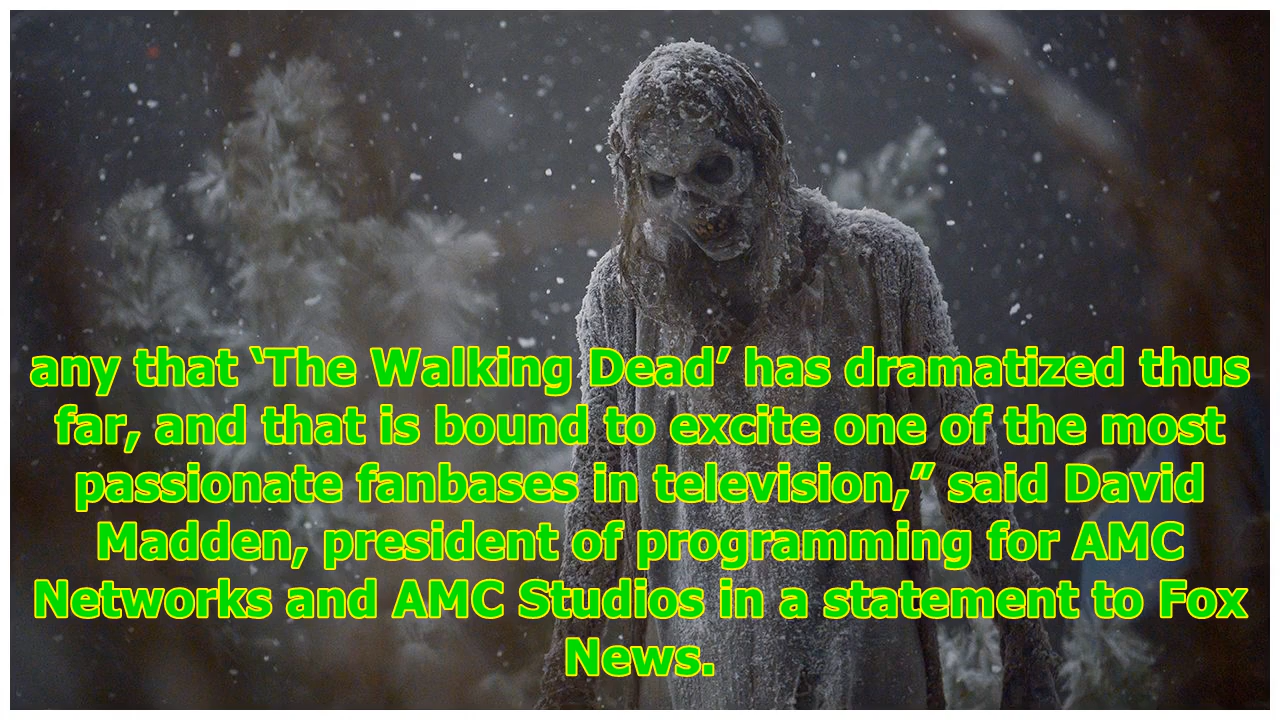 any that ‘The Walking Dead’ has dramatized thus
far, and that is bound to excite one of the most
passionate fanbases in television,” said David
Madden, president of programming for AMC
Networks and AMC Studios in a statement to Fox
News.